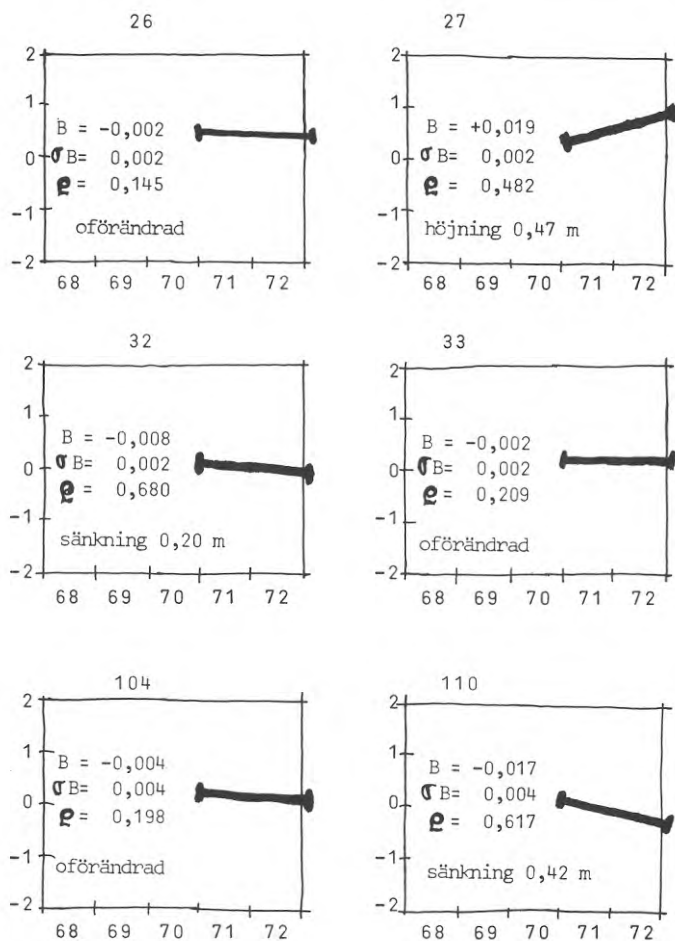 26
2
1
0
-1
-2
B = -0,002
σB= 0,002
ϱ = 0,145
oförändrad
68 69 70 71 72
27
2
1
0
-1
-2
B = +0,019
σB= 0,002
ϱ = 0,482
höjning 0,47 m
68 69 70 71 72
32
2
1
0
-1
-2
B = -0,008
σB= 0,002
ϱ = 0,680
sänkning 0,20 m
68 69 70 71 72
33
2
1
0
-1
-2
B = -0,002
σB= 0,002
ϱ = 0,209
oförändrad
68 69 70 71 72
104
2
1
0
-1
-2
B = -0,004
σB= 0,004
ϱ = 0,198
oförändrad
68 69 70 71 72
110
2
1
0
-1
-2
B = -0,017
σB= 0,004
ϱ = 0,617
sänkning 0,42 m
68 69 70 71 72